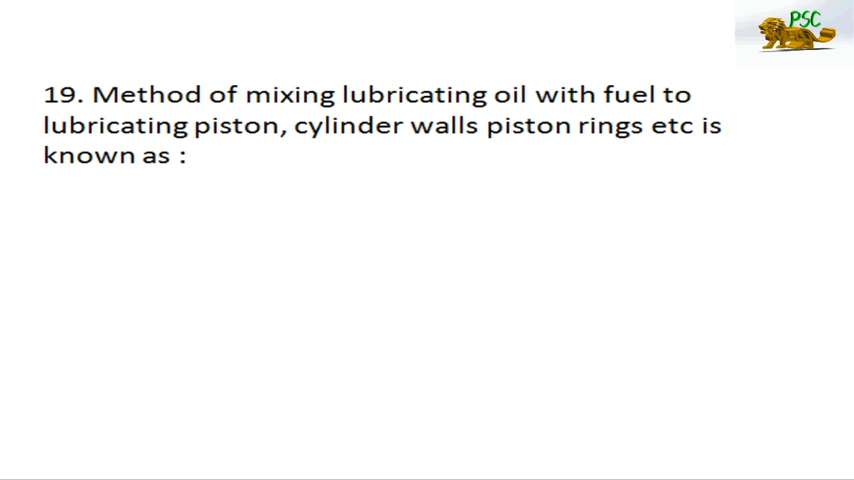 PSC
19. Method of mixing lubricating oil with fuel to
lubricating piston, cylinder walls piston rings etc is
known as :